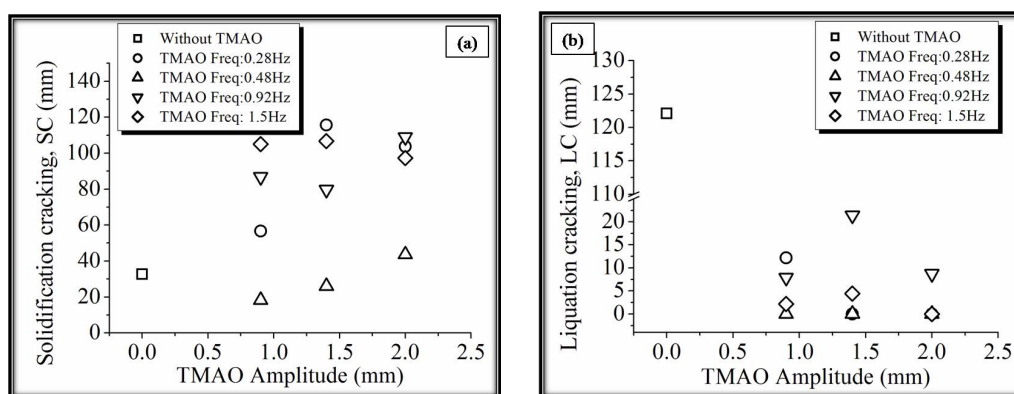 Without TMAO
TMAO Freq:0.28Hz
TMAO Freq:0.48Hz
TMAO Freq:0.92Hz
TMAO Freq: 1.5Hz
(a)
Solidification cracking, SC (mm)
140
120
100
80
60
40
20
0
0.0 0.5 1.0 1.5 2.0 2.5
TMAO Amplitude (mm)
(b)
Without TMAO
TMAO Freq:0.28Hz
TMAO Freq:0.48Hz
TMAO Freq:0.92Hz
TMAO Freq: 1.5Hz
Liquation cracking, LC (mm)
130
125
120
115
110
20
15
10
5
0
0.0 0.5 1.0 1.5 2.0 2.5
TMAO Amplitude (mm)